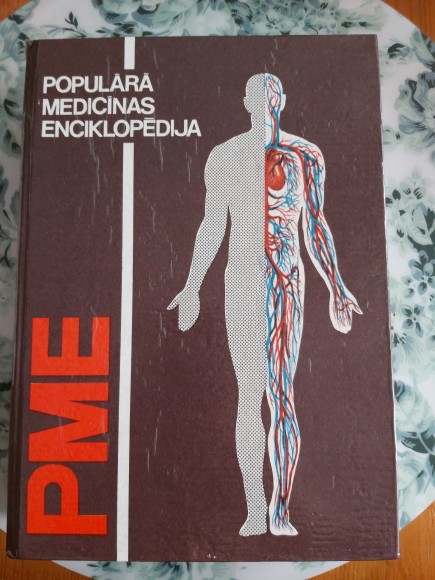 POPULĀRĀ
MEDICĪNAS
ENCIKLOPĒDIJA
PME